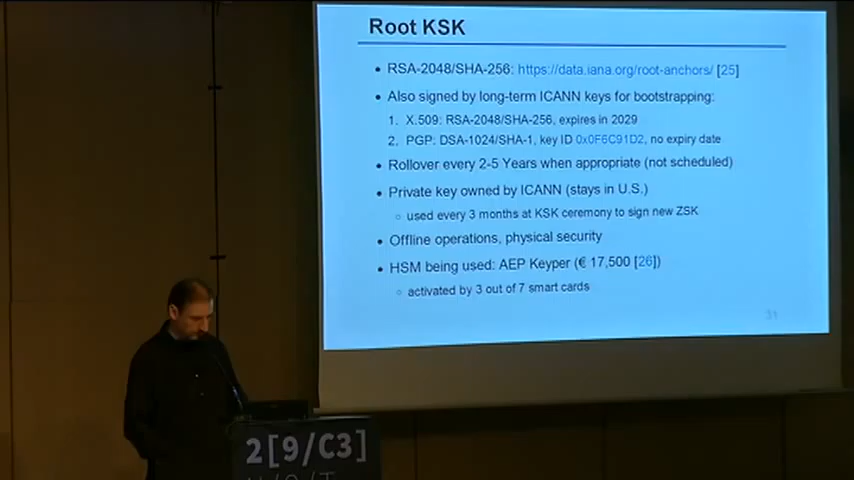 Root KSK
• RSA-2048/SHA-256: https://data.iana.org/root-anchors/ [25]
• Also signed by long-term ICANN keys for bootstrapping:
1. X.509: RSA-2048/SHA-256, expires in 2029
2. PGP: DSA-1024/SHA-1, key ID 0x0F6C91D2, no expiry date
• Rollover every 2-5 Years when appropriate (not scheduled)
• Private key owned by ICANN (stays in U.S.)
○ used every 3 months at KSK ceremony to sign new ZSK
• Offline operations, physical security
• HSM being used: AEP Keyper (€ 17,500 [26])
○ activated by 3 out of 7 smart cards
31
2[9/C3]